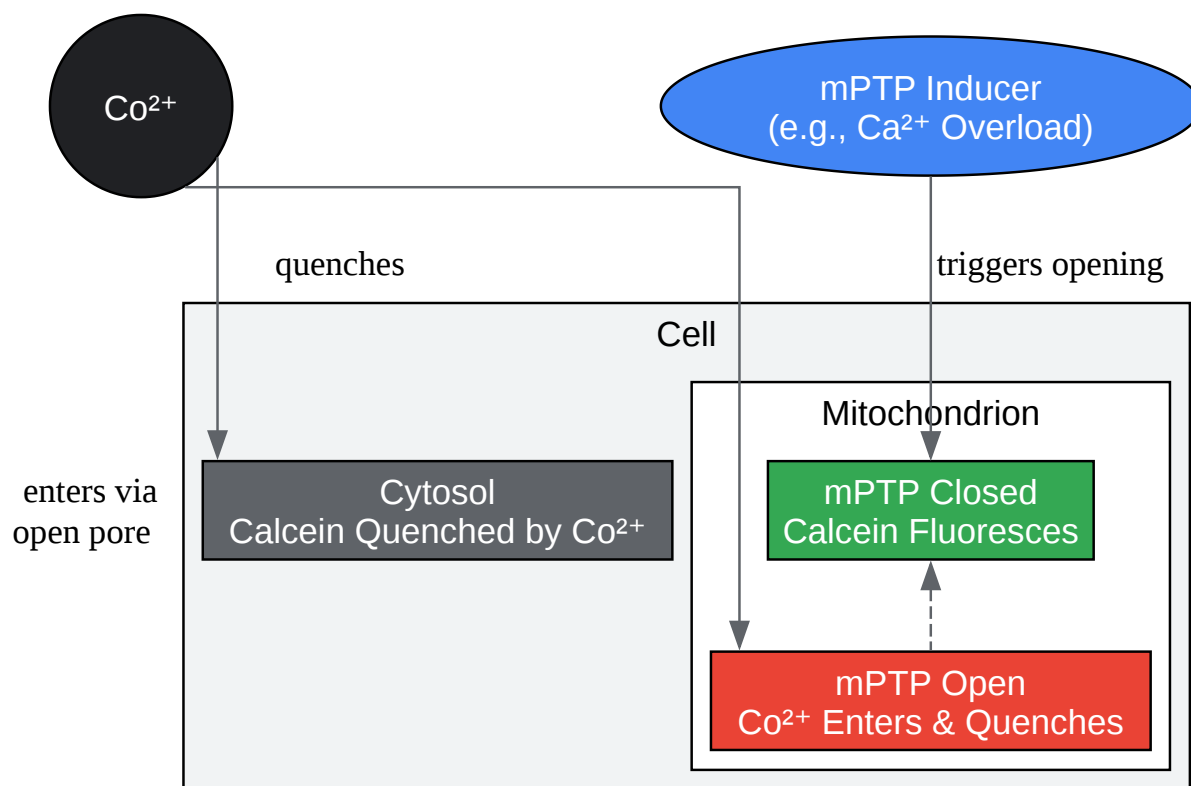 Co²⁺
mPTP Inducer
(e.g., Ca²⁺ Overload)
quenches
triggers opening
Cell
Mitochondrion
enters via
open pore
Cytosol
Calcein Quenched by Co²⁺
mPTP Closed
Calcein Fluoresces
mPTP Open
Co²⁺ Enters & Quenches